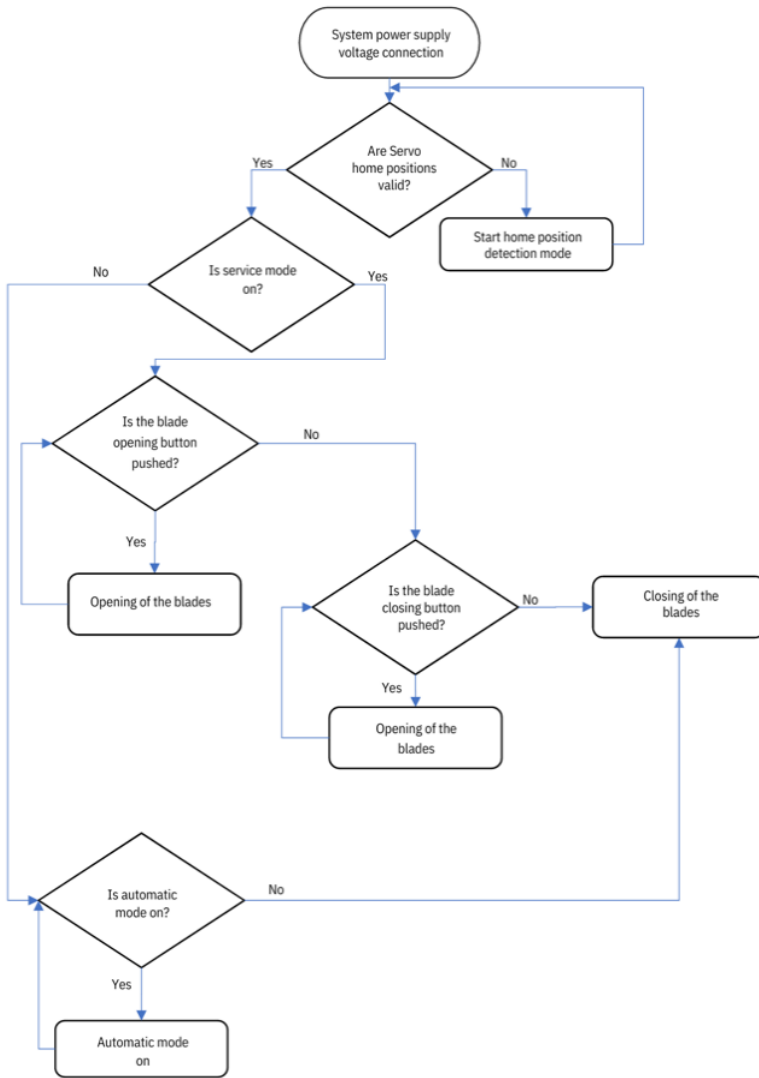 System power supply
voltage connection
Are Servo
home positions
valid?
Yes
No
Start home position
detection mode
Is service mode
on?
No
Yes
Is the blade
opening button
pushed?
No
Yes
Opening of the blades
Is the blade
closing button
pushed?
No
Closing of the
blades
Yes
Opening of the
blades
Is automatic
mode on?
No
Yes
Automatic mode
on